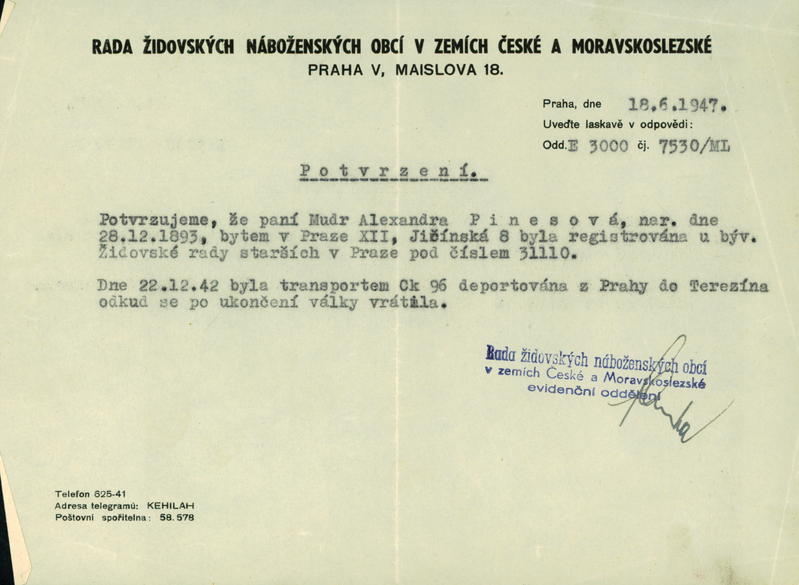 RADA ŽIDOVSKÝCH NÁBOŽENSKÝCH OBCÍ V ZEMÍCH ČESKÉ A MORAVSKOSLEZSKÉ
PRAHA V, MAISLOVA 18.
Praha, dne 18.6.1947.
Uveďte laskavě v odpovědi:
Odd.E 3000 čj. 7530/ML
Potvrzení.
Potvrzujeme, že paní Mudr Alexandra Pinesová, nar. dne
28.12.1893, bytem v Praze XII, Jičínská 8 byla registrována u býv.
Židovské rady starších v Praze pod číslem 31110.
Dne 22.12.42 byla transportem Ck 96 deportována z Prahy do Terezína
odkud se po ukončení války vrátila.
Rada židovských náboženských obcí
v zemích České a Moravskoslezské
evidenční oddělení
Telefon 625-41
Adresa telegramů: KEHILAH
Poštovní spořitelna: 58.578